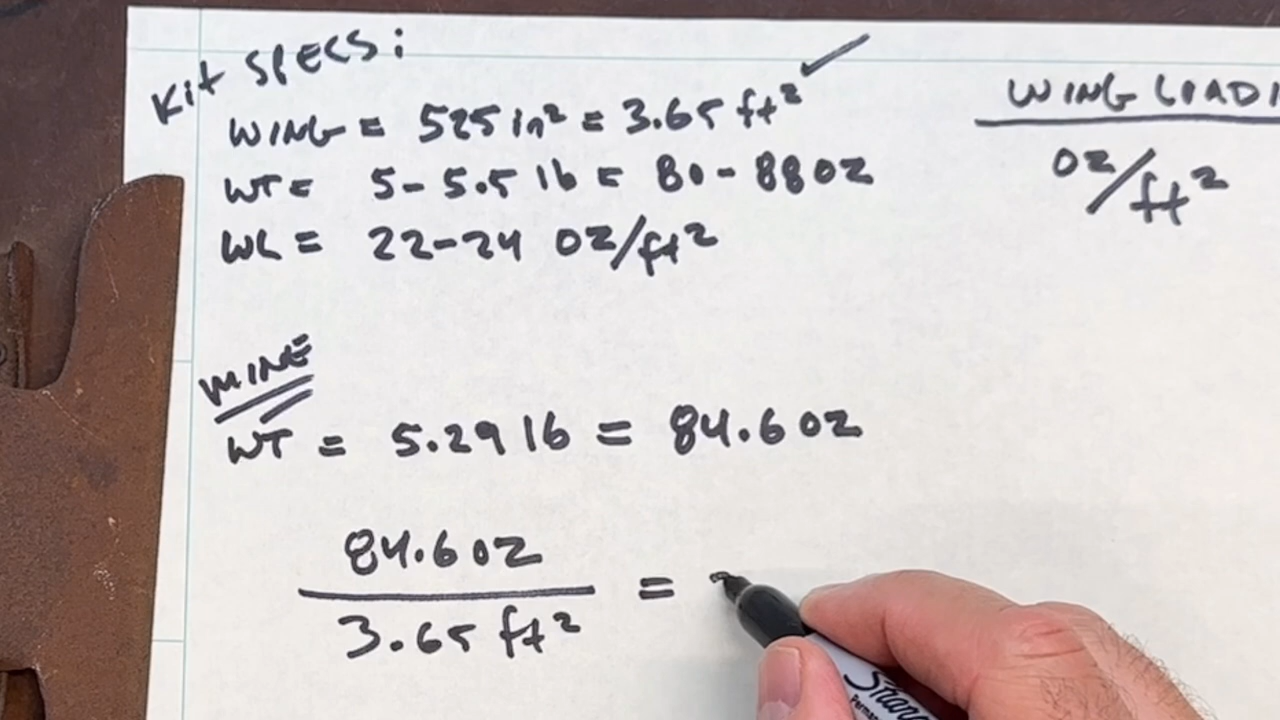 Kit SPECS:
WING = 525 in² = 3.65 ft² ✓
WT = 5-5.5 lb = 80-88 OZ
WL = 22-24 OZ/ft²
WING LOADI
OZ/ft²
MINE
WT = 5.29 lb = 84.6 OZ
84.6 OZ
3.65 ft²
=
Sharp